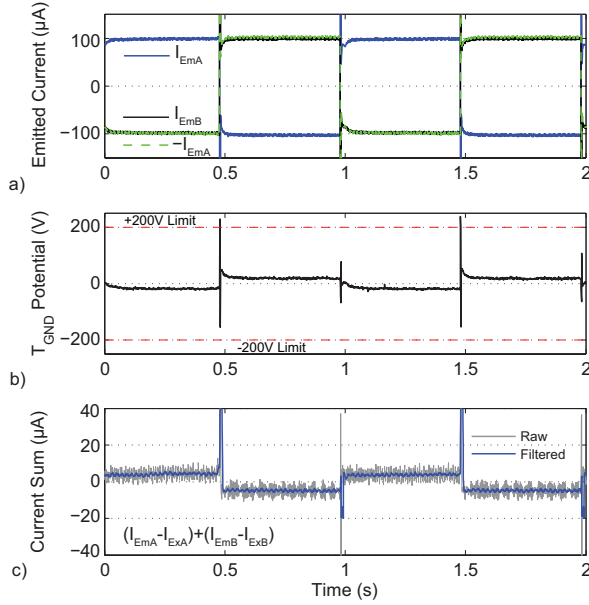 Emitted Current (µA)
100
0
−100
I_EmA
I_EmB
−I_EmA
0
0.5
1
1.5
2
a)
T_GND Potential (V)
200
0
−200
+200V Limit
-200V Limit
0
0.5
1
1.5
2
b)
Current Sum (µA)
40
20
0
−20
−40
Raw
Filtered
(I_EmA-I_ExA)+(I_EmB-I_ExB)
0
0.5
1
1.5
2
c)
Time (s)